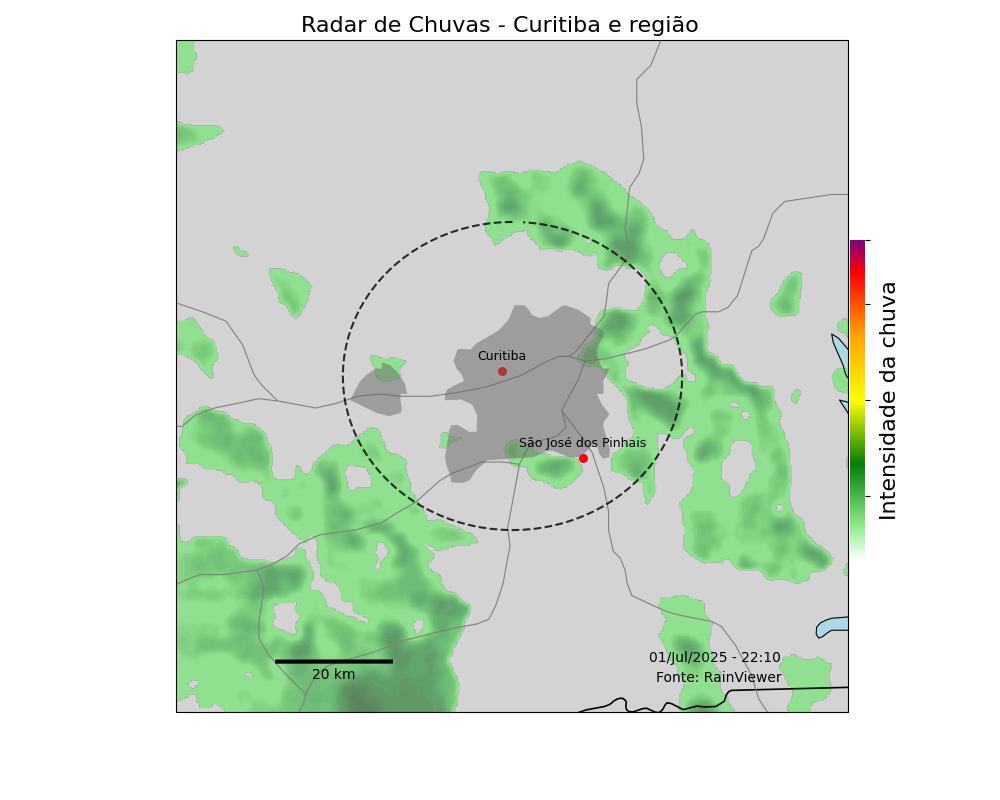 Radar de Chuvas - Curitiba e região
Curitiba
São José dos Pinhais
Intensidade da chuva
01/Jul/2025 - 22:10
Fonte: RainViewer
20 km